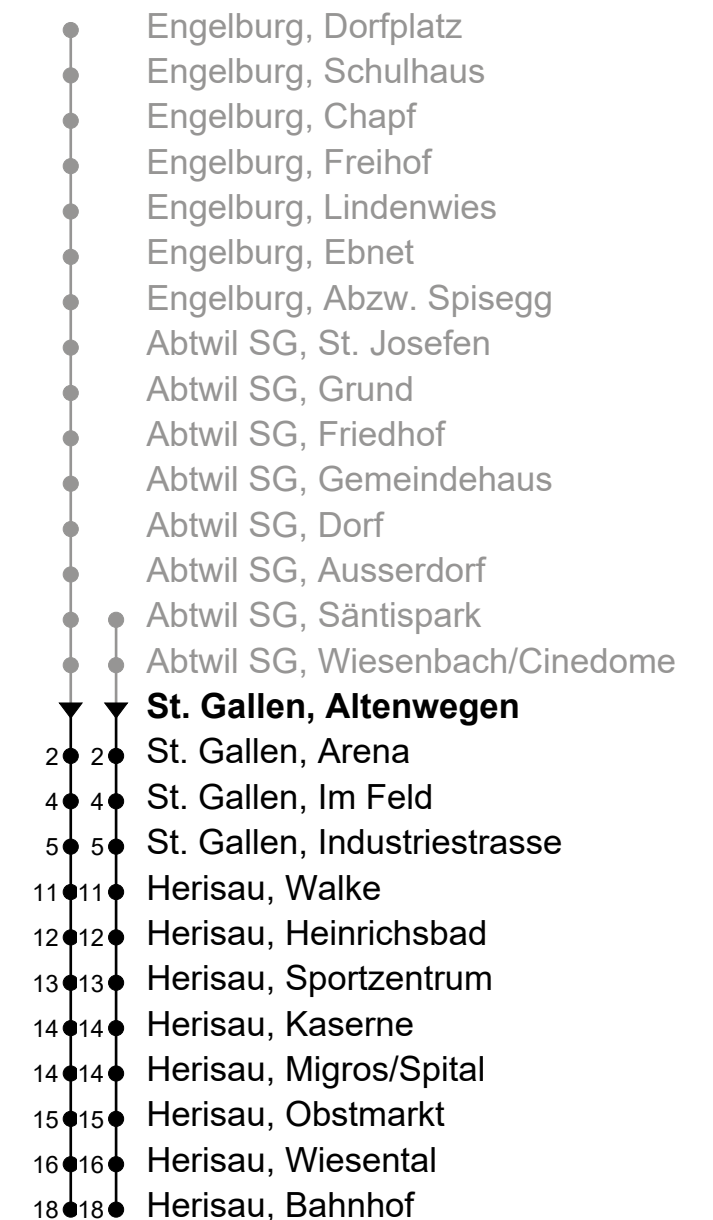 Engelburg, Dorfplatz
Engelburg, Schulhaus
Engelburg, Chapf
Engelburg, Freihof
Engelburg, Lindenwies
Engelburg, Ebnet
Engelburg, Abzw. Spisegg
Abtwil SG, St. Josefen
Abtwil SG, Grund
Abtwil SG, Friedhof
Abtwil SG, Gemeindehaus
Abtwil SG, Dorf
Abtwil SG, Ausserdorf
Abtwil SG, Säntispark
Abtwil SG, Wiesenbach/Cinedome
St. Gallen, Altenwegen
2 2 St. Gallen, Arena
4 4 St. Gallen, Im Feld
5 5 St. Gallen, Industriestrasse
11 11 Herisau, Walke
12 12 Herisau, Heinrichsbad
13 13 Herisau, Sportzentrum
14 14 Herisau, Kaserne
14 14 Herisau, Migros/Spital
15 15 Herisau, Obstmarkt
16 16 Herisau, Wiesental
18 18 Herisau, Bahnhof